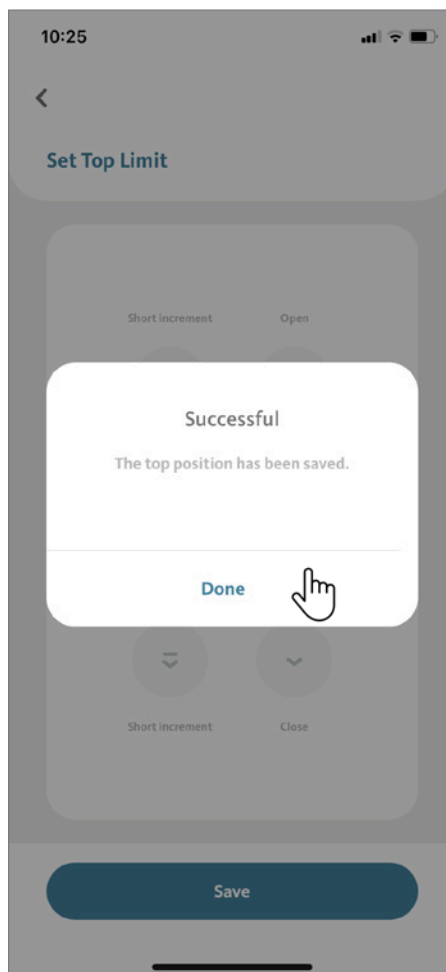 10:25
Set Top Limit
Short increment Open
Successful
The top position has been saved.
Done
Short increment Close
Save